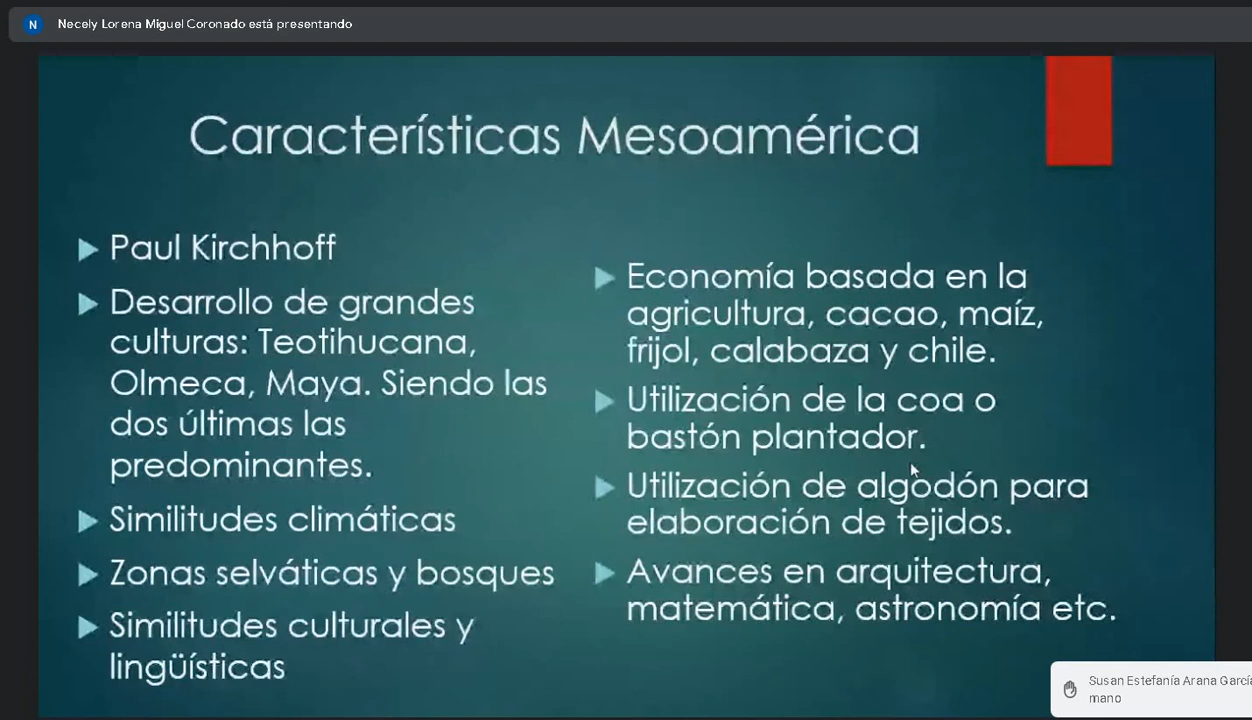 N Necely Lorena Miguel Coronado está presentando
Características Mesoamérica
Paul Kirchhoff
Desarrollo de grandes
culturas: Teotihucana,
Olmeca, Maya. Siendo las
dos últimas las
predominantes.
Similitudes climáticas
Zonas selváticas y bosques
Similitudes culturales y
lingüísticas
Economía basada en la
agricultura, cacao, maíz,
frijol, calabaza y chile.
Utilización de la coa o
bastón plantador.
Utilización de algodón para
elaboración de tejidos.
Avances en arquitectura,
matemática, astronomía etc.
Susan Estefanía Arana García
mano